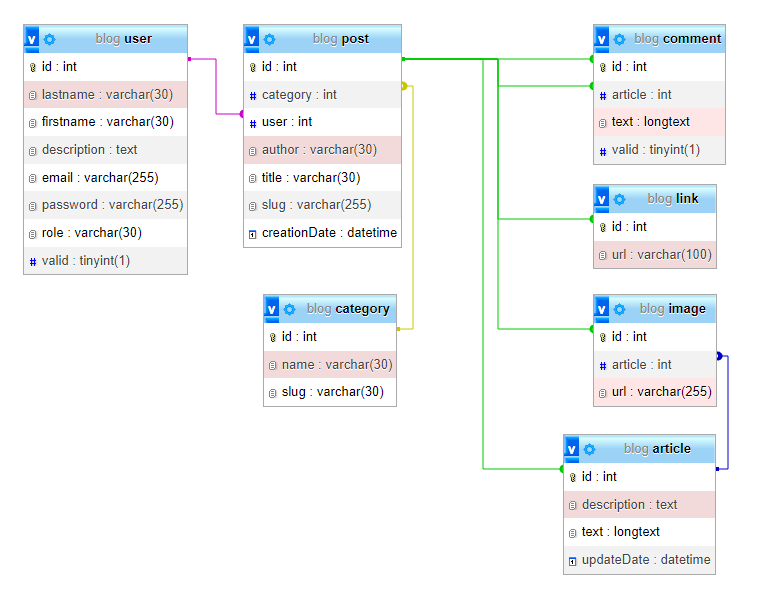 v blog user
id : int
lastname : varchar(30)
firstname : varchar(30)
description : text
email : varchar(255)
password : varchar(255)
role : varchar(30)
# valid : tinyint(1)
v blog post
id : int
# category : int
# user : int
author : varchar(30)
title : varchar(30)
slug : varchar(255)
creationDate : datetime
v blog comment
id : int
# article : int
text : longtext
# valid : tinyint(1)
v blog link
id : int
url : varchar(100)
v blog category
id : int
name : varchar(30)
slug : varchar(30)
v blog image
id : int
# article : int
url : varchar(255)
v blog article
id : int
description : text
text : longtext
updateDate : datetime